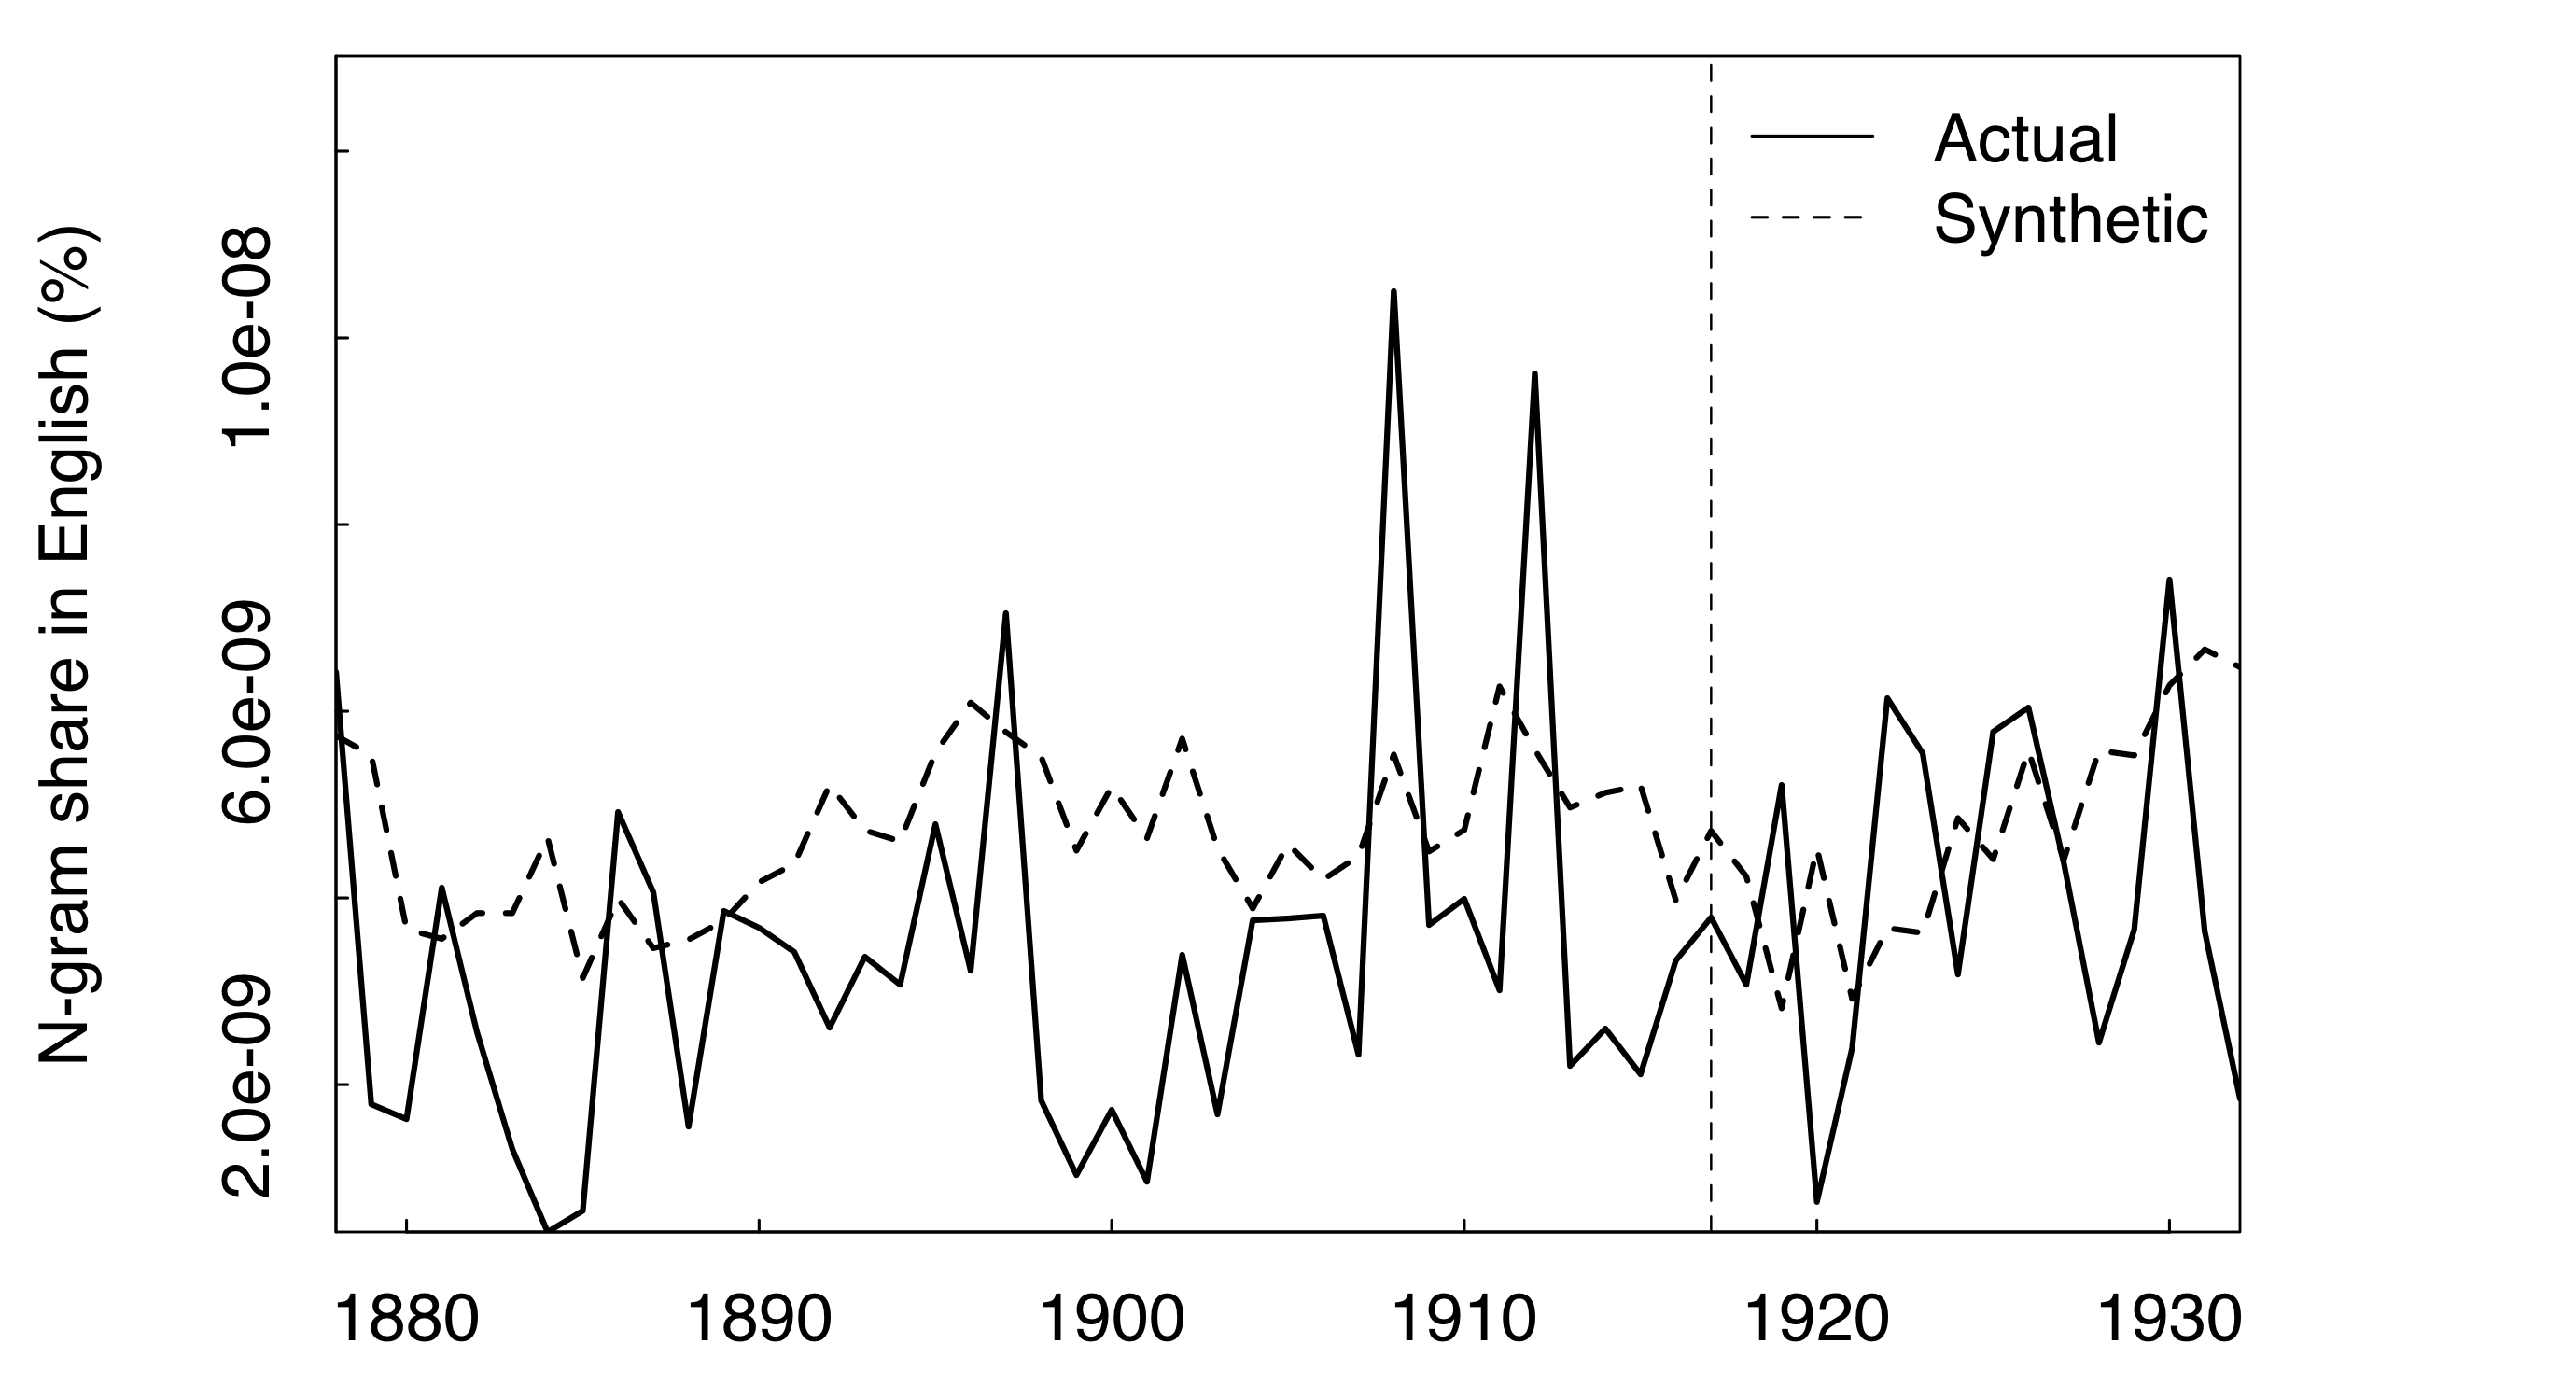 N-gram share in English (%)
1.0e-08
6.0e-09
2.0e-09
Actual
Synthetic
1880 1890 1900 1910 1920 1930